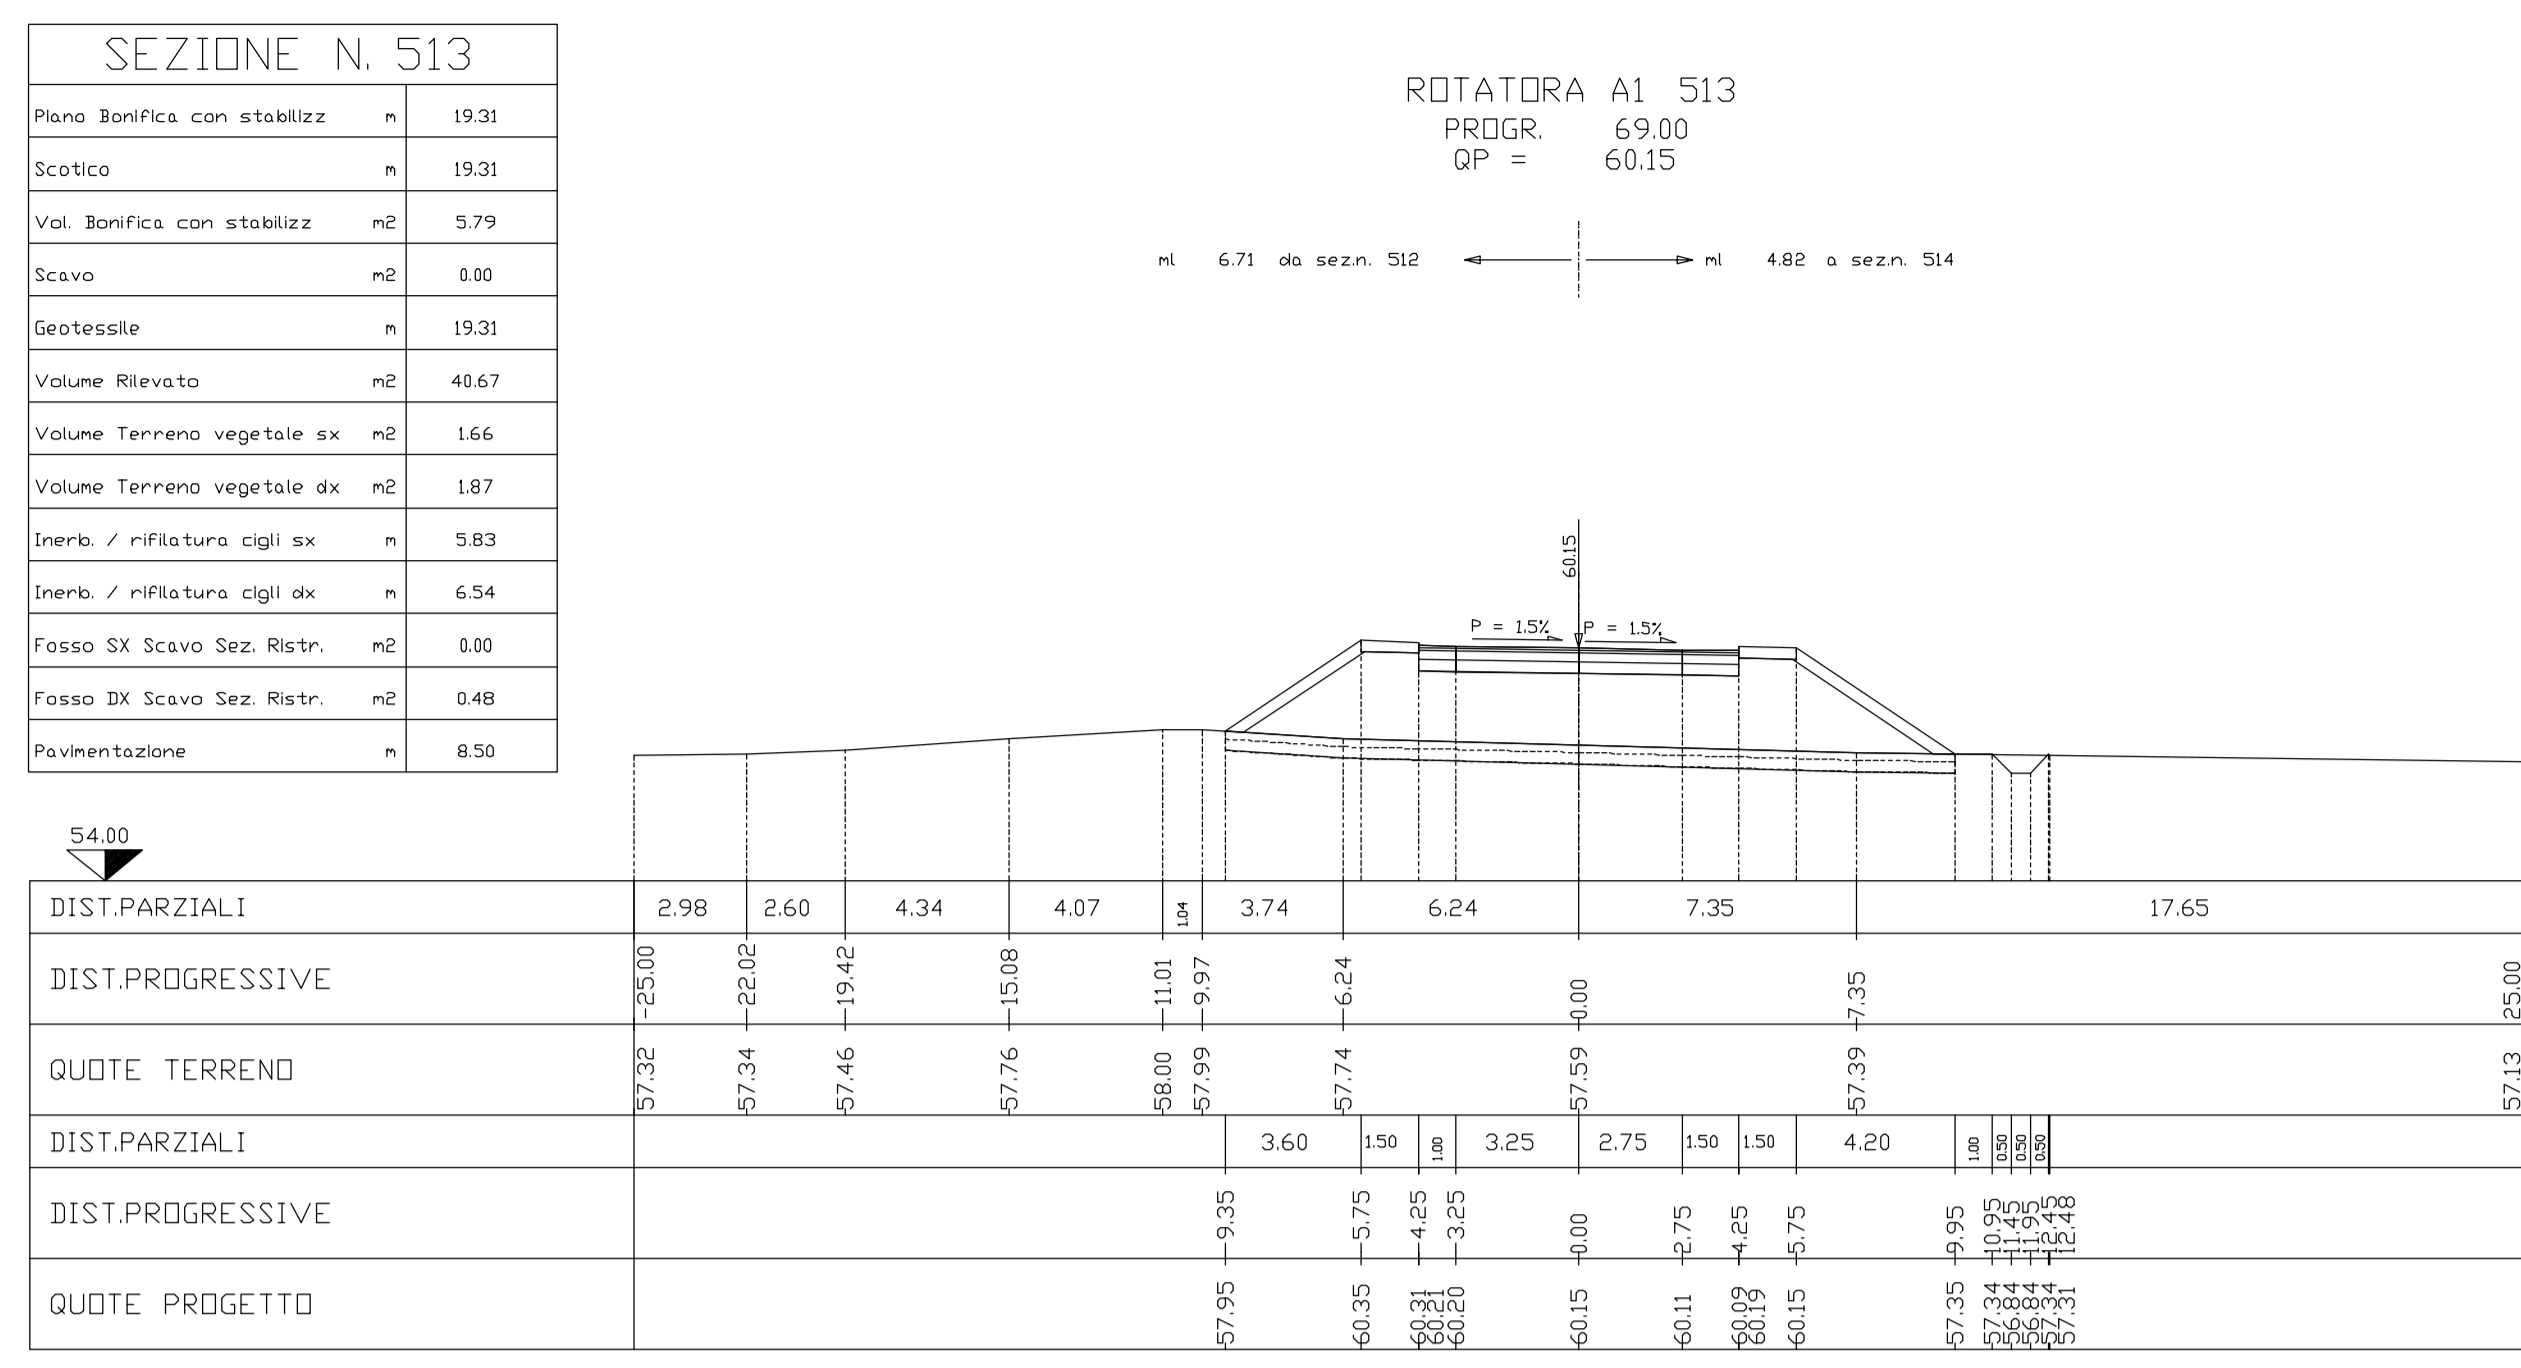 SEZIONE N. 513
Piano Bonifica con stabilizz m 19.31
Scotico m 19.31
Vol. Bonifica con stabilizz m2 5.79
Scavo m2 0.00
Geotessile m 19.31
Volume Rilevato m2 40.67
Volume Terreno vegetale sx m2 1.66
Volume Terreno vegetale dx m2 1.87
Inerb. / rifilatura cigli sx m 5.83
Inerb. / rifilatura cigli dx m 6.54
Fosso SX Scavo Sez. Ristr. m2 0.00
Fosso DX Scavo Sez. Ristr. m2 0.48
Pavimentazione m 8.50
ROTATORA A1 513
PROGR. 69.00
QP = 60.15
ml 6.71 da sez.n. 512 ml 4.82 a sez.n. 514
60.15
P = 1.5% P = 1.5%
54.00
DIST.PARZIALI 2.98 2.60 4.34 4.07 1.04 3.74 6.24 7.35 17.65
DIST.PROGRESSIVE -25.00 -22.02 -19.42 -15.08 -11.01 -9.97 -6.24 0.00 7.35 25.00
QUOTE TERRENO 57.32 57.34 57.46 57.76 58.00 57.99 57.74 57.59 57.39 57.13
DIST.PARZIALI 3.60 1.50 1.00 3.25 2.75 1.50 1.50 4.20 1.00 0.50 0.50 0.50
DIST.PROGRESSIVE -9.35 -5.75 -4.25 -3.25 0.00 2.75 4.25 5.75 9.95 10.95 11.45 11.95 12.45 12.48
QUOTE PROGETTO 57.95 60.35 60.31 60.21 60.20 60.15 60.11 60.09 60.19 60.15 57.35 57.34 56.84 56.84 57.34 57.31